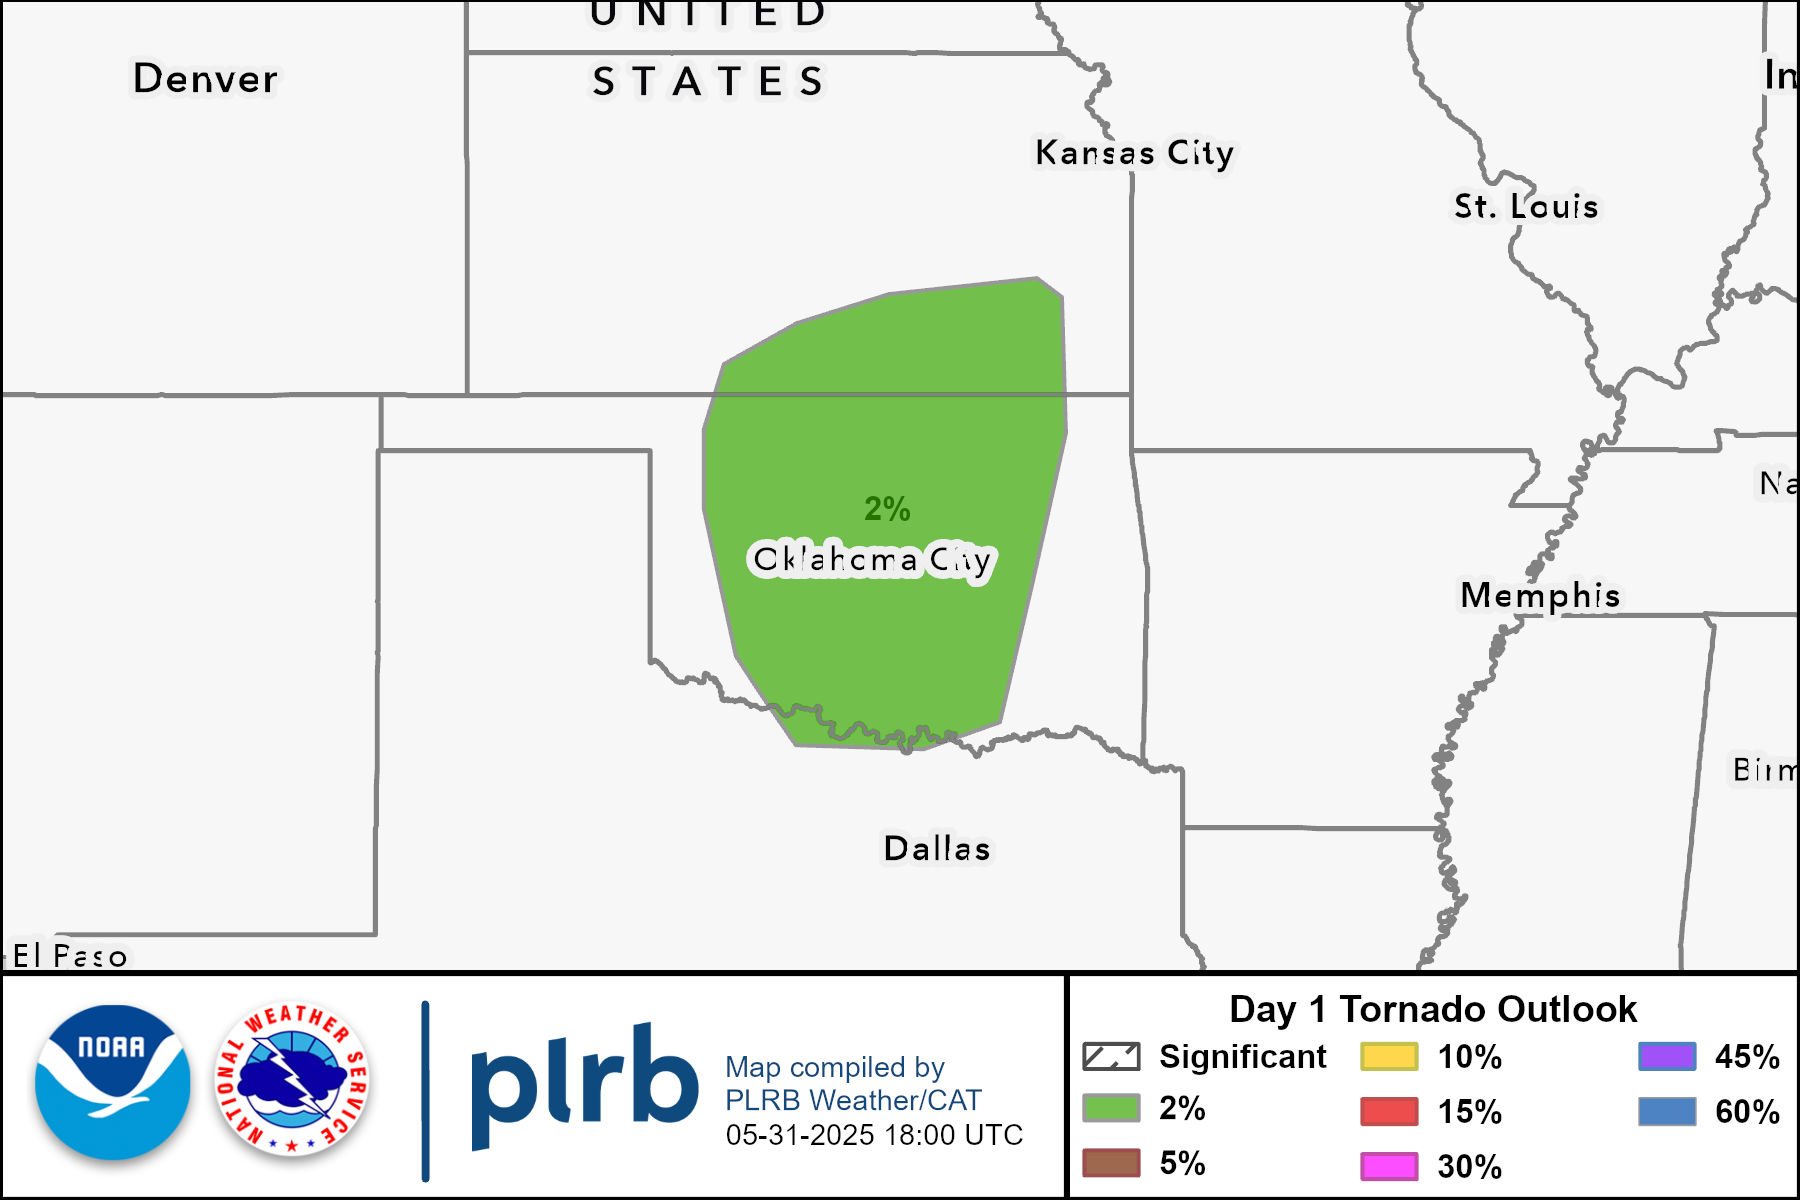 UNITED
STATES
Denver
Kansas City
St. Louis
In
2%
Oklahoma City
Na
Memphis
Birm
Dallas
El Paso
NOAA
NATIONAL WEATHER SERVICE
plrb
Map compiled by
PLRB Weather/CAT
05-31-2025 18:00 UTC
Day 1 Tornado Outlook
Significant
2%
5%
10%
15%
30%
45%
60%